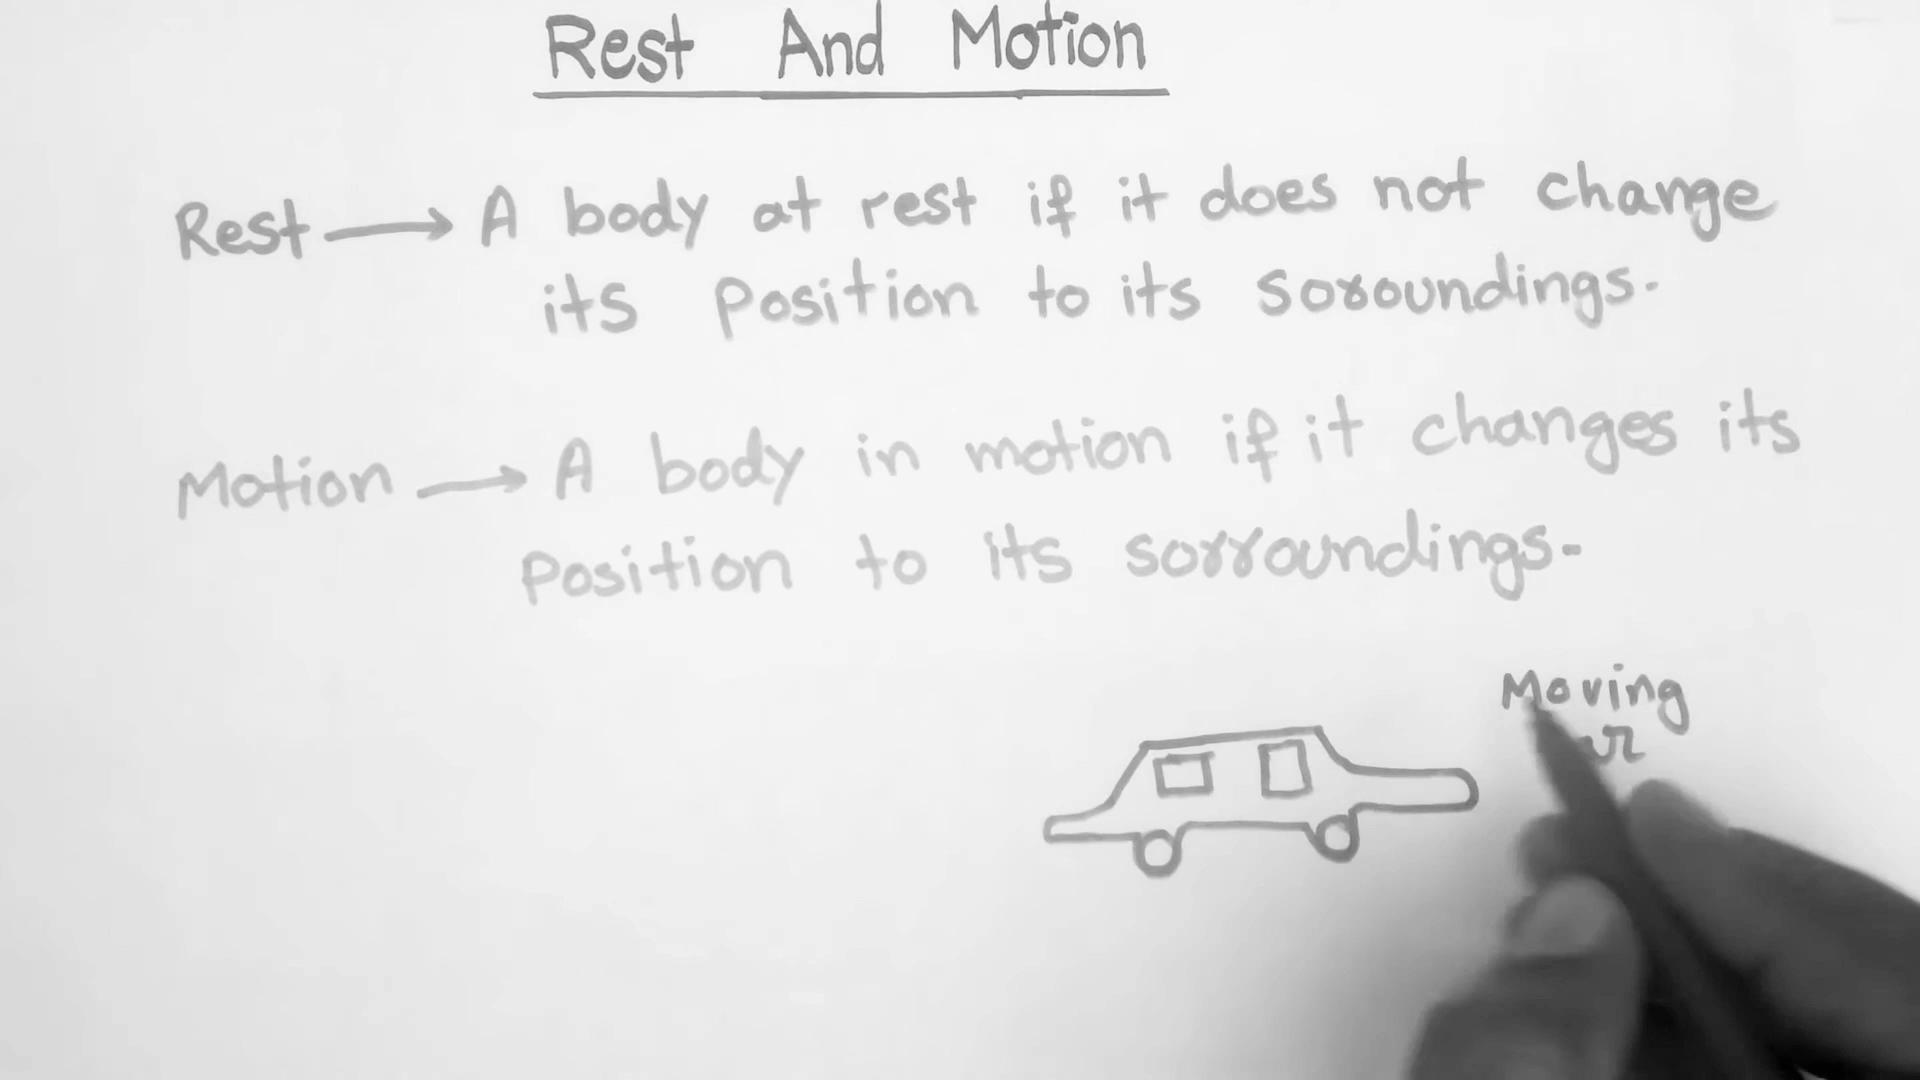 Rest And Motion
Rest → A body at rest if it does not change
its position to its soroundings.
Motion → A body in motion if it changes its
position to its sorroundings.
Moving